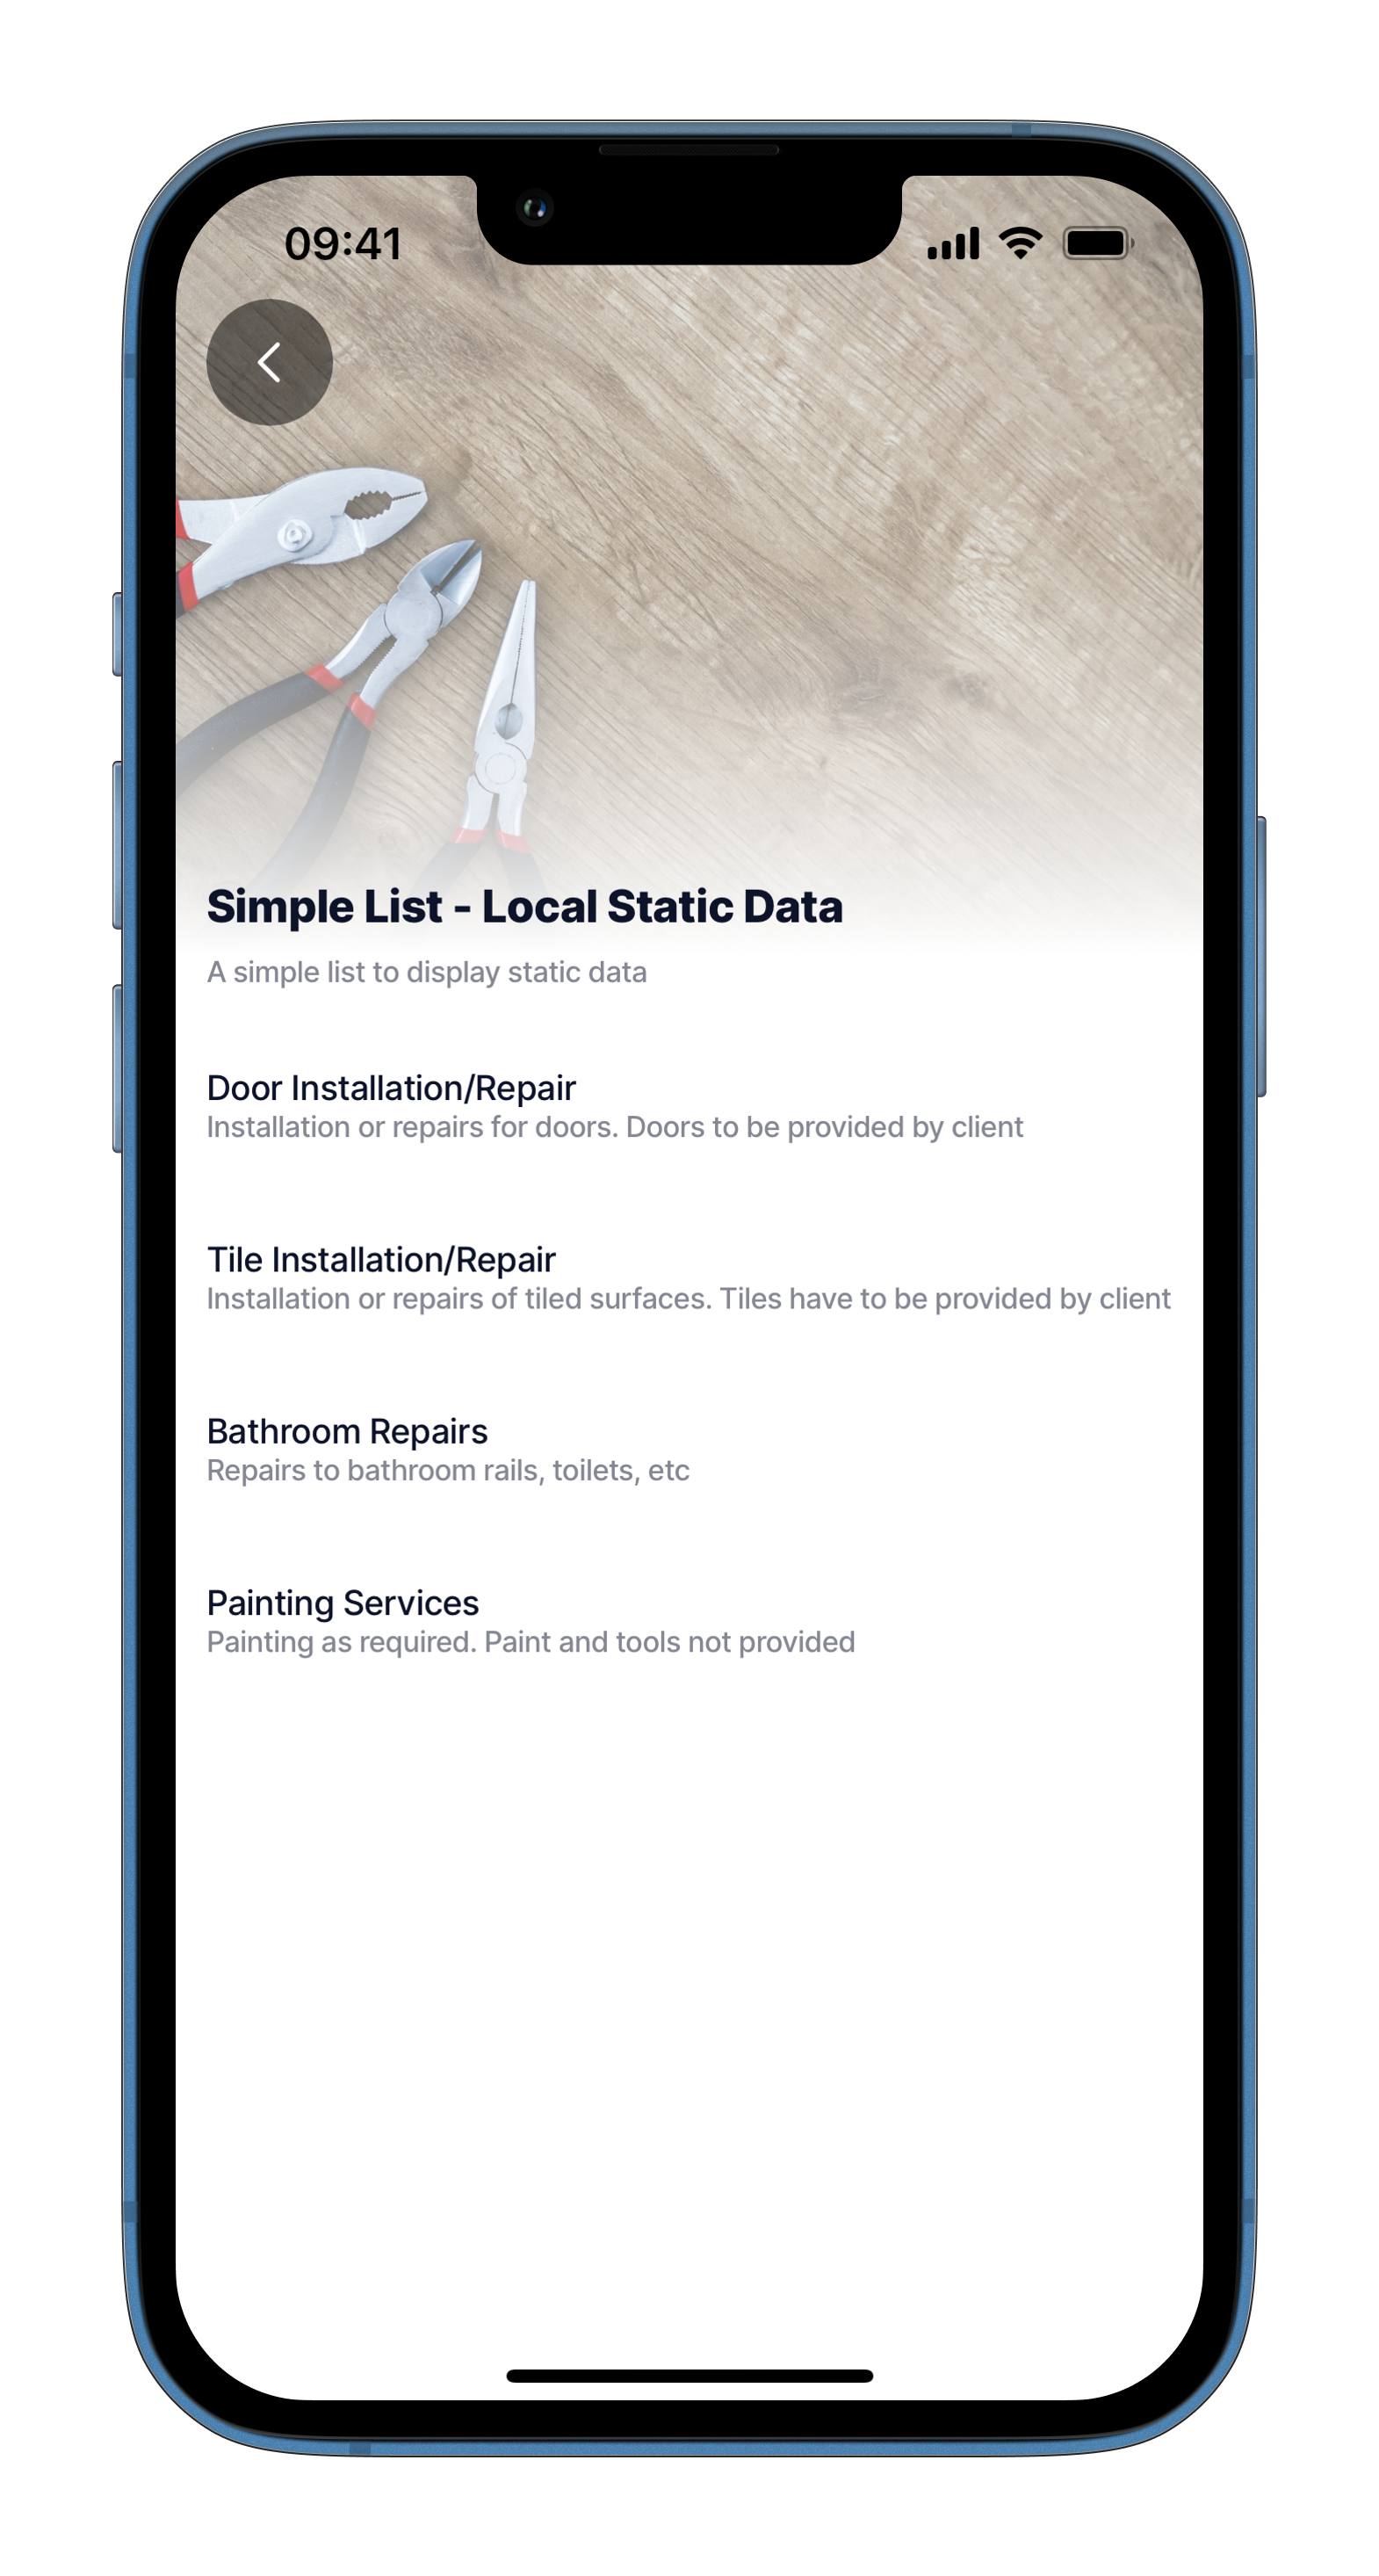 09:41
Simple List - Local Static Data
A simple list to display static data
Door Installation/Repair
Installation or repairs for doors. Doors to be provided by client
Tile Installation/Repair
Installation or repairs of tiled surfaces. Tiles have to be provided by client
Bathroom Repairs
Repairs to bathroom rails, toilets, etc
Painting Services
Painting as required. Paint and tools not provided